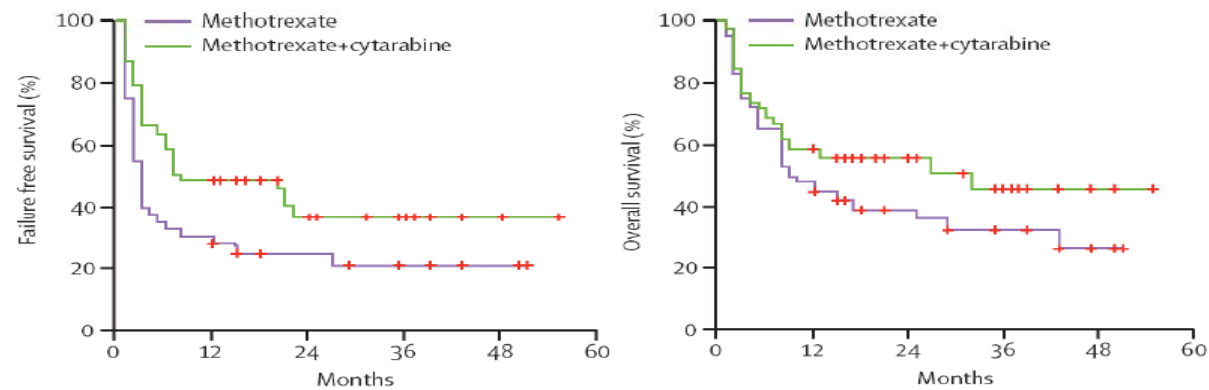 Methotrexate
Methotrexate+cytarabine
Failure free survival (%)
100
80
60
40
20
0
0 12 24 36 48 60
Months
Methotrexate
Methotrexate+cytarabine
Overall survival (%)
100
80
60
40
20
0
0 12 24 36 48 60
Months